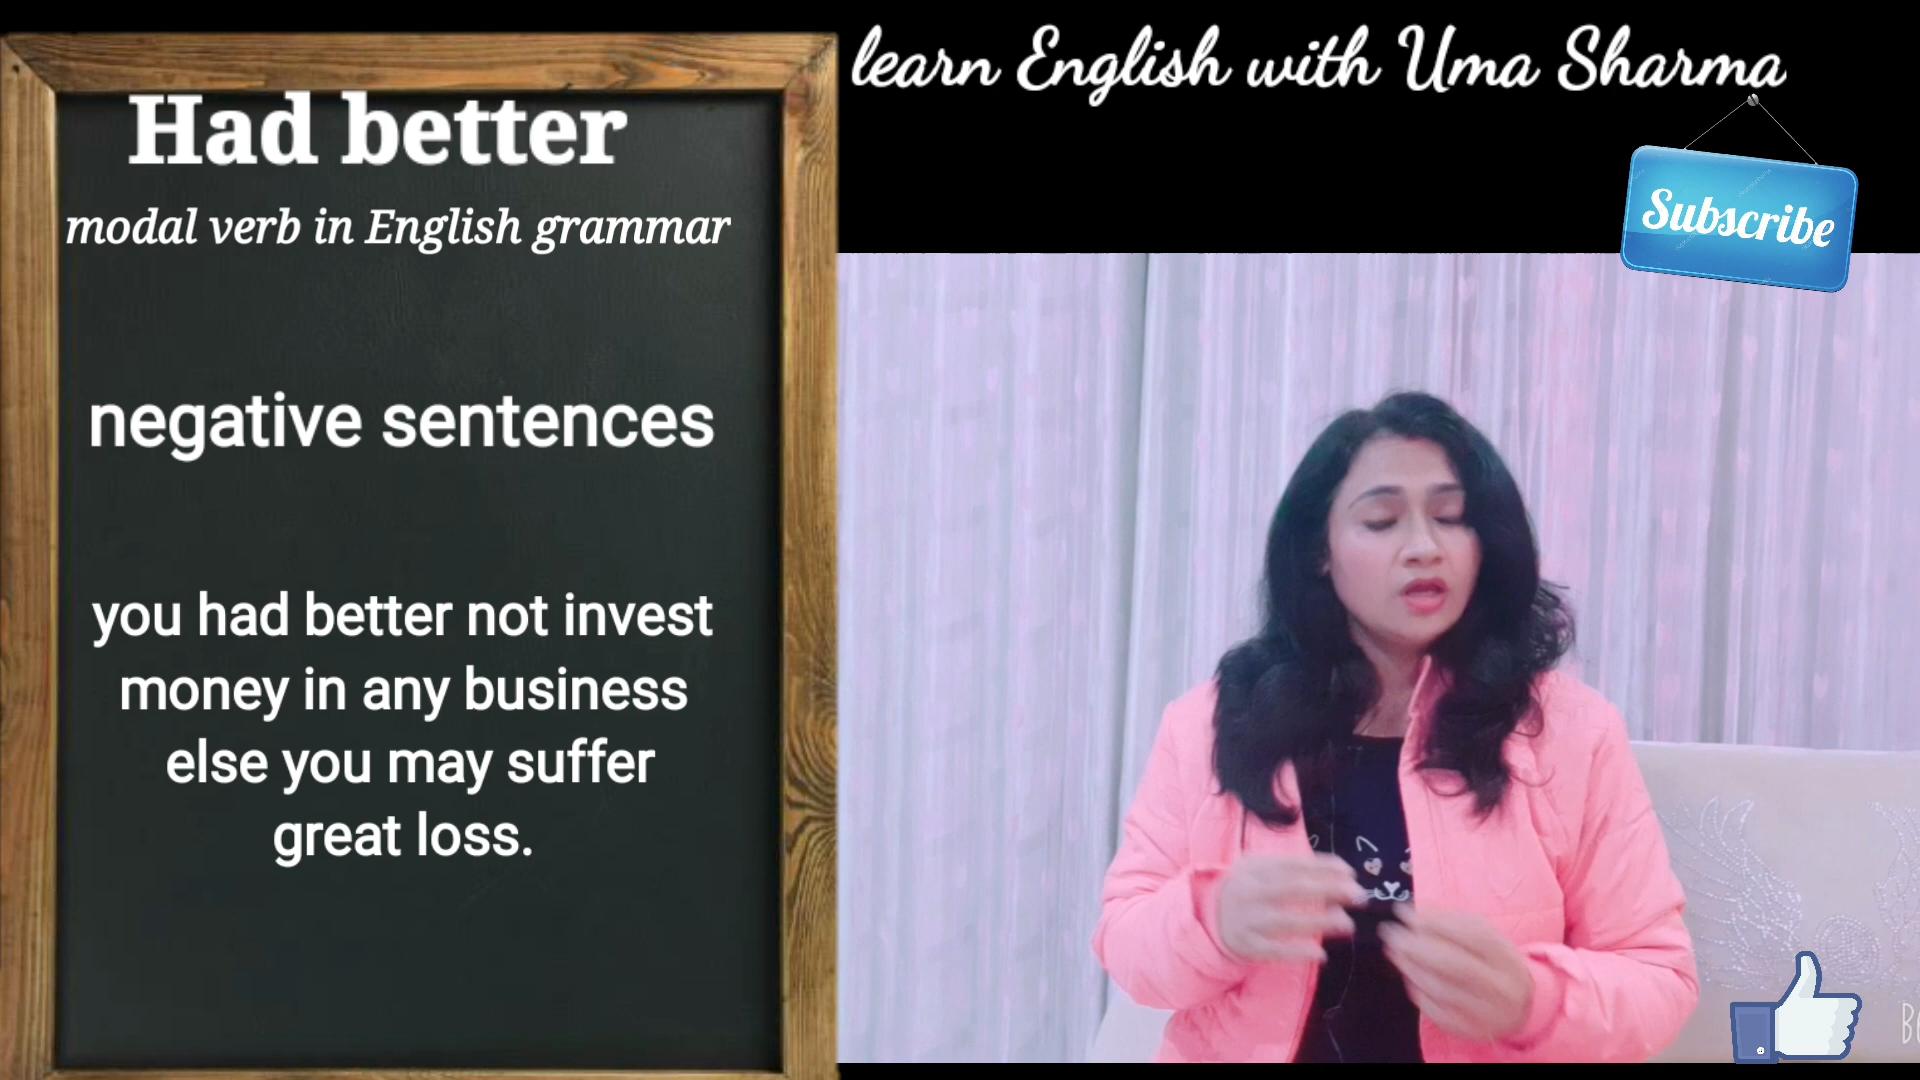 learn English with Uma Sharma
Had better
modal verb in English grammar
Subscribe
negative sentences
you had better not invest
money in any business
else you may suffer
great loss.